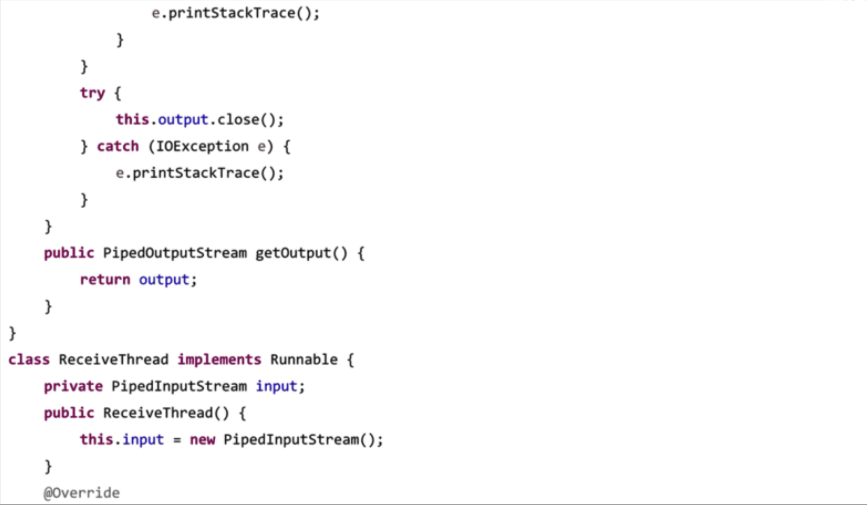 e.printStackTrace();
}
}
try {
this.output.close();
} catch (IOException e) {
e.printStackTrace();
}
}
public PipedOutputStream getOutput() {
return output;
}
}
class ReceiveThread implements Runnable {
private PipedInputStream input;
public ReceiveThread() {
this.input = new PipedInputStream();
}
@Override